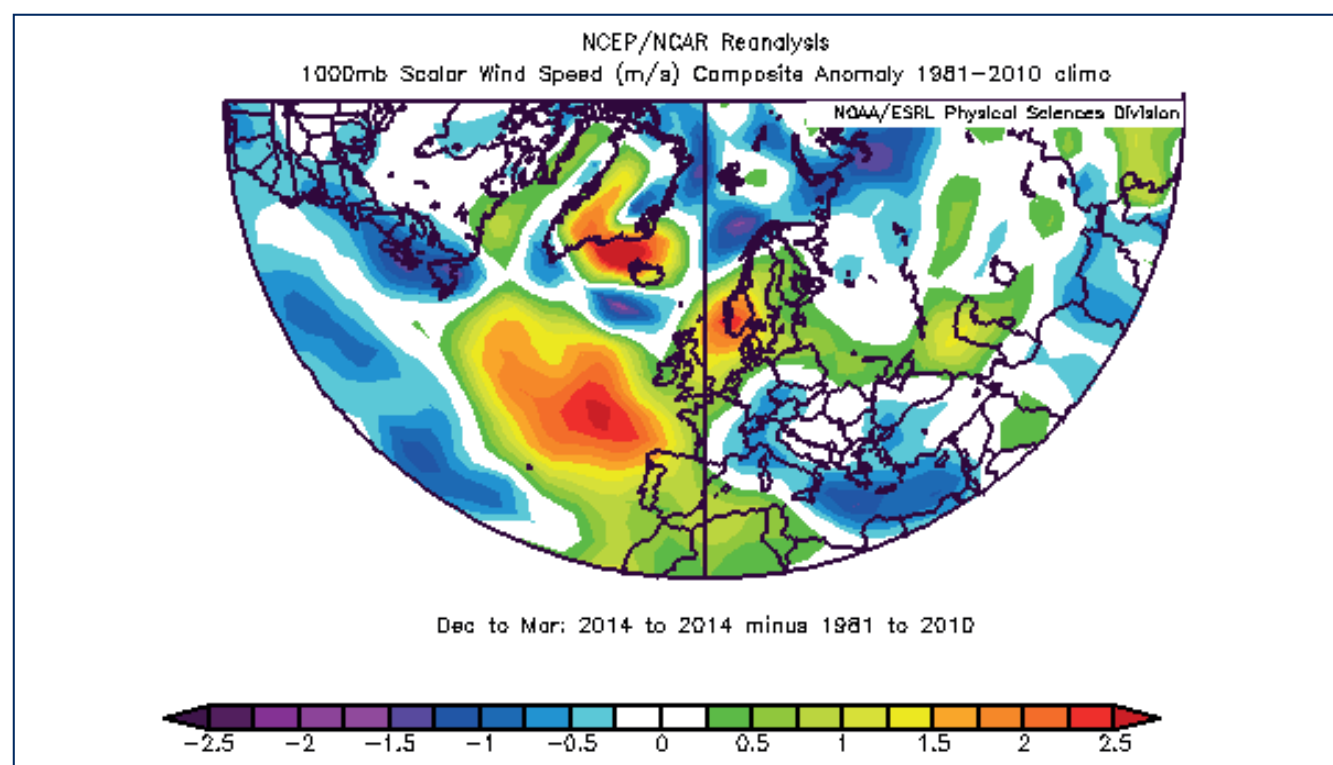 NCEP/NCAR Reanalysis
1000mb Scalar Wind Speed (m/s) Composite Anomaly 1981-2010 climo
NOAA/ESRL Physical Sciences Division
Dec to Mar: 2014 to 2014 minus 1981 to 2010
-2.5 -2 -1.5 -1 -0.5 0 0.5 1 1.5 2 2.5